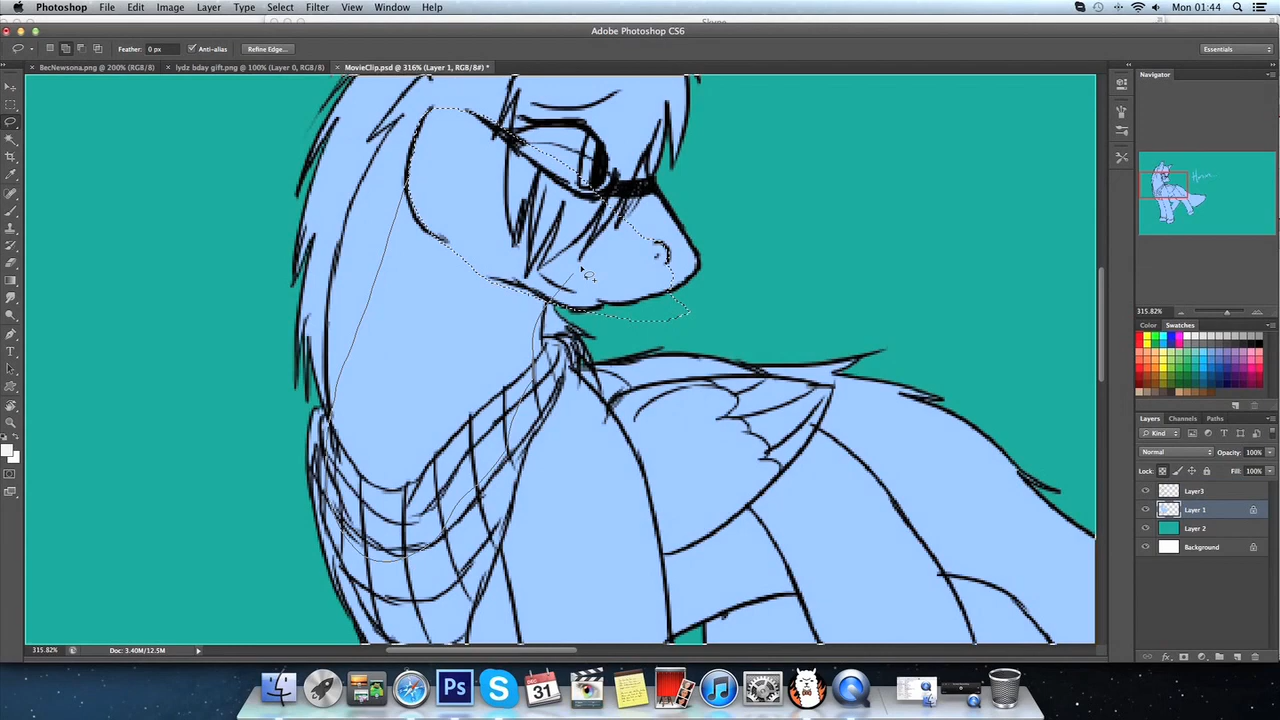 Photoshop File Edit Image Layer Type Select Filter View Window Help Mon 01:44
Skype
Adobe Photoshop CS6
Feather: 0 px Anti-alias Refine Edge... Essentials
BecNewsona.png @ 200% (RGB/8) lydz bday gift.png @ 100% (Layer 0, RGB/8) MovieClip.psd @ 316% (Layer 1, RGB/8#) *
Navigator
315.82%
Color Swatches
Layers Channels Paths
Kind
Normal Opacity: 100%
Lock: Fill: 100%
Layer3
Layer 1
Layer 2
Background
315.82% Doc: 3.40M/12.5M
DEC
31
Ps